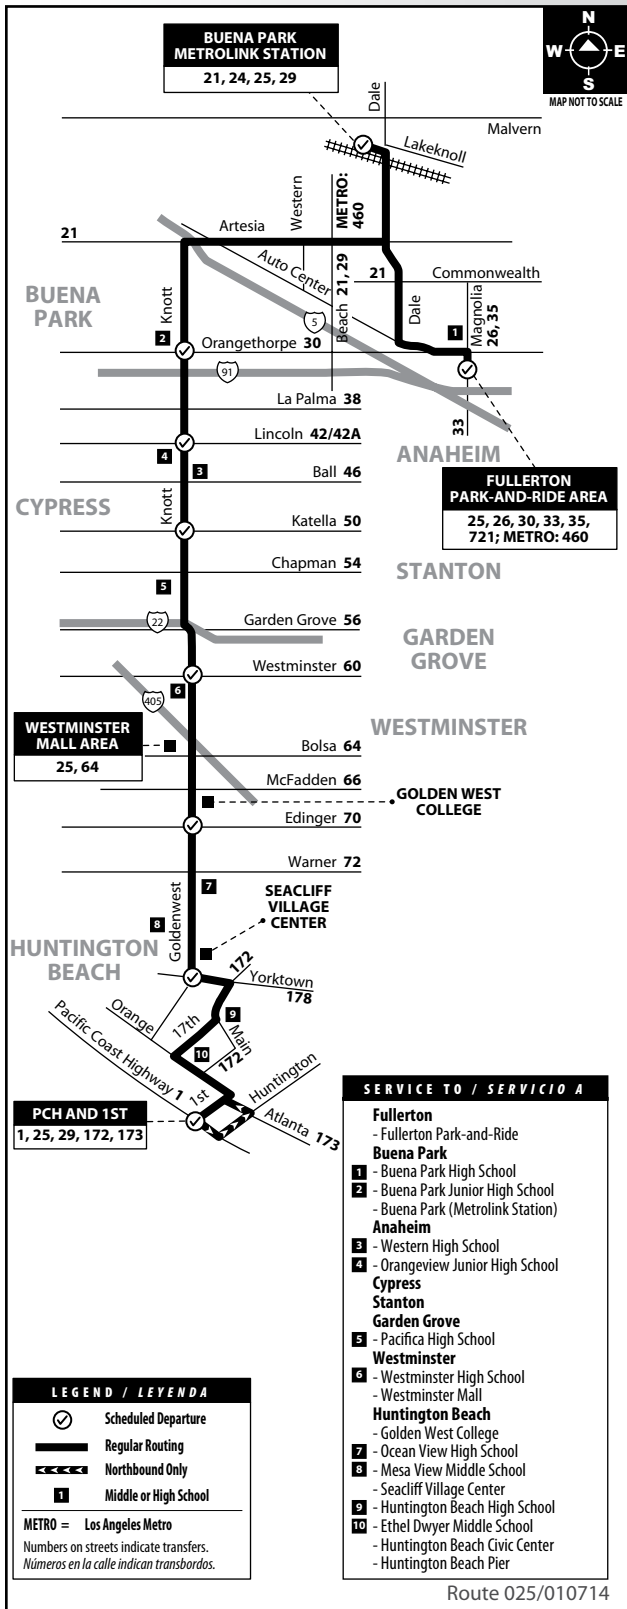 BUENA PARK
METROLINK STATION
21, 24, 25, 29
N
W
E
S
MAP NOT TO SCALE
Dale
Malvern
Lakeknoll
Western
METRO:
460
21
Artesia
Auto Center
21, 29
Beach
21
Commonwealth
BUENA
PARK
Knott
5
Dale
Magnolia
26, 35
1
2
Orangethorpe 30
91
La Palma 38
33
Lincoln 42/42A
ANAHEIM
4
3
Ball 46
FULLERTON
PARK-AND-RIDE AREA
25, 26, 30, 33, 35,
721; METRO: 460
CYPRESS
Knott
Katella 50
Chapman 54
STANTON
5
22
Garden Grove 56
GARDEN
GROVE
Westminster 60
6
405
WESTMINSTER
MALL AREA
25, 64
WESTMINSTER
Bolsa 64
McFadden 66
GOLDEN WEST
COLLEGE
Edinger 70
Warner 72
7
Goldenwest
8
SEACLIFF
VILLAGE
CENTER
HUNTINGTON
BEACH
172
Yorktown
178
Orange
17th
9
Main
172
10
Pacific Coast Highway 1
1st
Huntington
Atlanta 173
PCH AND 1ST
1, 25, 29, 172, 173
SERVICE TO / SERVICIO A
Fullerton
- Fullerton Park-and-Ride
Buena Park
1 - Buena Park High School
2 - Buena Park Junior High School
- Buena Park (Metrolink Station)
Anaheim
3 - Western High School
4 - Orangeview Junior High School
Cypress
Stanton
Garden Grove
5 - Pacifica High School
Westminster
6 - Westminster High School
- Westminster Mall
Huntington Beach
- Golden West College
7 - Ocean View High School
8 - Mesa View Middle School
- Seacliff Village Center
9 - Huntington Beach High School
10 - Ethel Dwyer Middle School
- Huntington Beach Civic Center
- Huntington Beach Pier
LEGEND / LEYENDA
Scheduled Departure
Regular Routing
Northbound Only
1 Middle or High School
METRO = Los Angeles Metro
Numbers on streets indicate transfers.
Números en la calle indican transbordos.
Route 025/010714